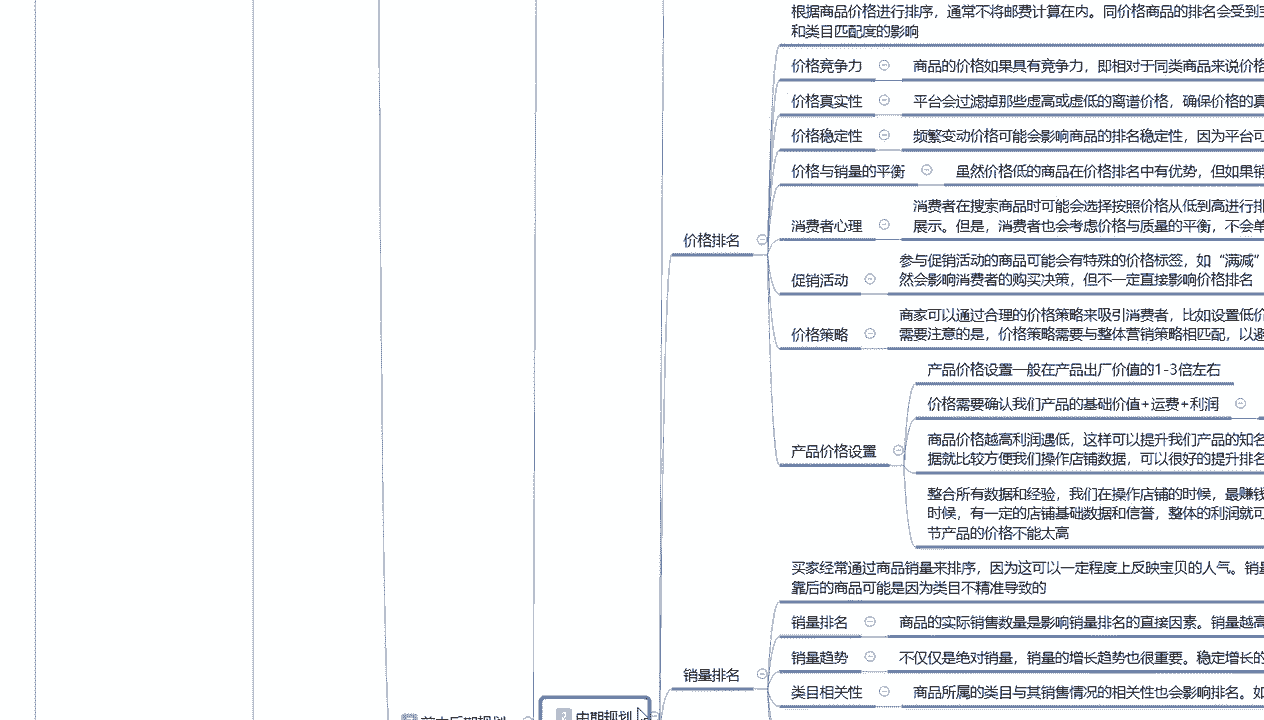 根据商品价格进行排序，通常不将邮费计算在内。同价格商品的排名会受到
和类目匹配度的影响
价格竞争力
商品的价格如果具有竞争力，即相对于同类商品来说价格
价格真实性
平台会过滤掉那些虚高或虚低的离谱价格，确保价格的真
价格稳定性
频繁变动价格可能会影响商品的排名稳定性，因为平台可
价格与销量的平衡
虽然价格低的商品在价格排名中有优势，但如果销
消费者心理
消费者在搜索商品时可能会选择按照价格从低到高进行排
展示。但是，消费者也会考虑价格与质量的平衡，不会单
价格排名
促销活动
参与促销活动的商品可能会有特殊的价格标签，如“满减”
然会影响消费者的购买决策，但不一定直接影响价格排名
价格策略
商家可以通过合理的价格策略来吸引消费者，比如设置低价
需要注意的是，价格策略需要与整体营销策略相匹配，以避
产品价格设置
产品价格设置一般在产品出厂价值的1-3倍左右
价格需要确认我们产品的基础价值+运费+利润
商品价格越高利润遇低，这样可以提升我们产品的知名
据就比较方便我们操作店铺数据，可以很好的提升排名
整合所有数据和经验，我们在操作店铺的时候，最赚钱
时候，有一定的店铺基础数据和信誉，整体的利润就可
节产品的价格不能太高
买家经常通过商品销量来排序，因为这可以一定程度上反映宝贝的人气。销量
靠后的商品可能是因为类目不精准导致的
销量排名
商品的实际销售数量是影响销量排名的直接因素。销量越高
销量趋势
不仅仅是绝对销量，销量的增长趋势也很重要。稳定增长的
销量排名
类目相关性
商品所属的类目与其销售情况的相关性也会影响排名。如
前中后期规划
中期规划